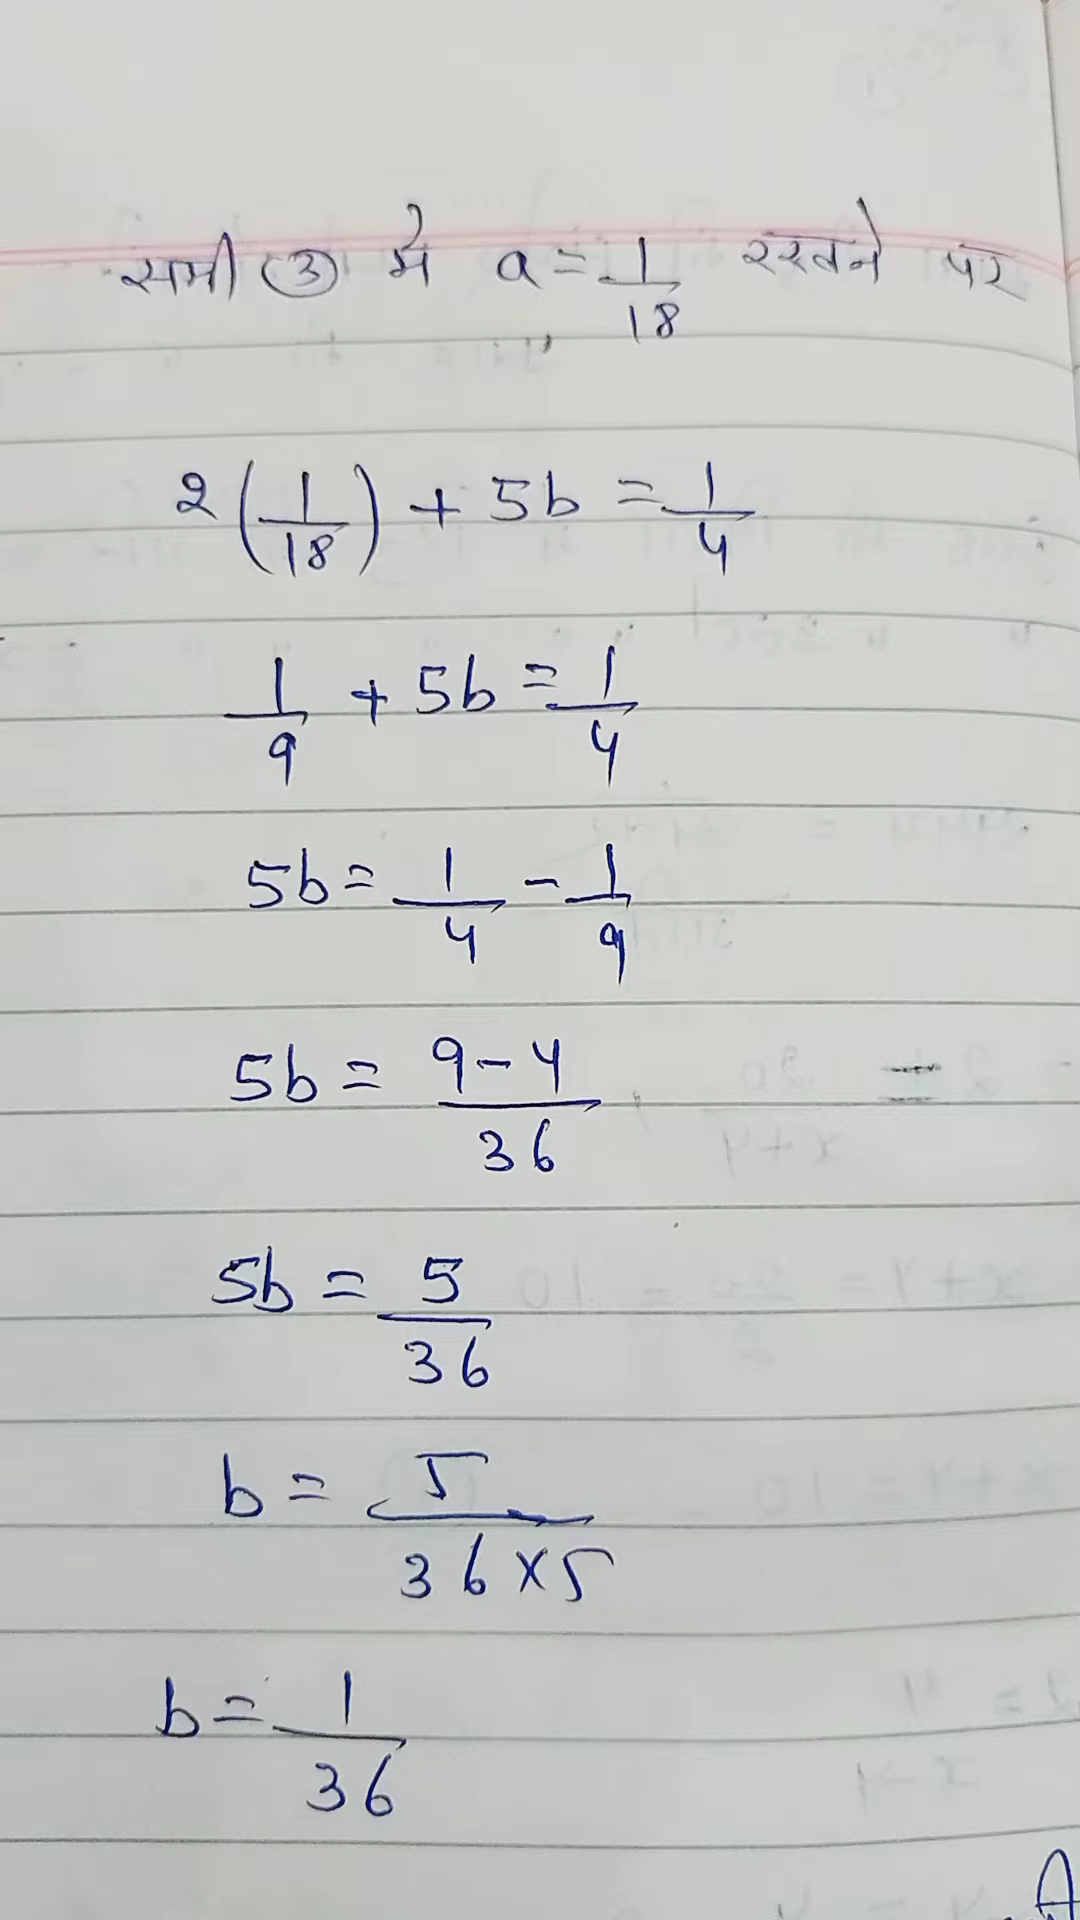 समी (3) में a = 1/18 रखने पर
2(1/18) + 5b = 1/4
1/9 + 5b = 1/4
5b = 1/4 - 1/9
5b = 9-4/36
5b = 5/36
b = 5/36×5
b = 1/36